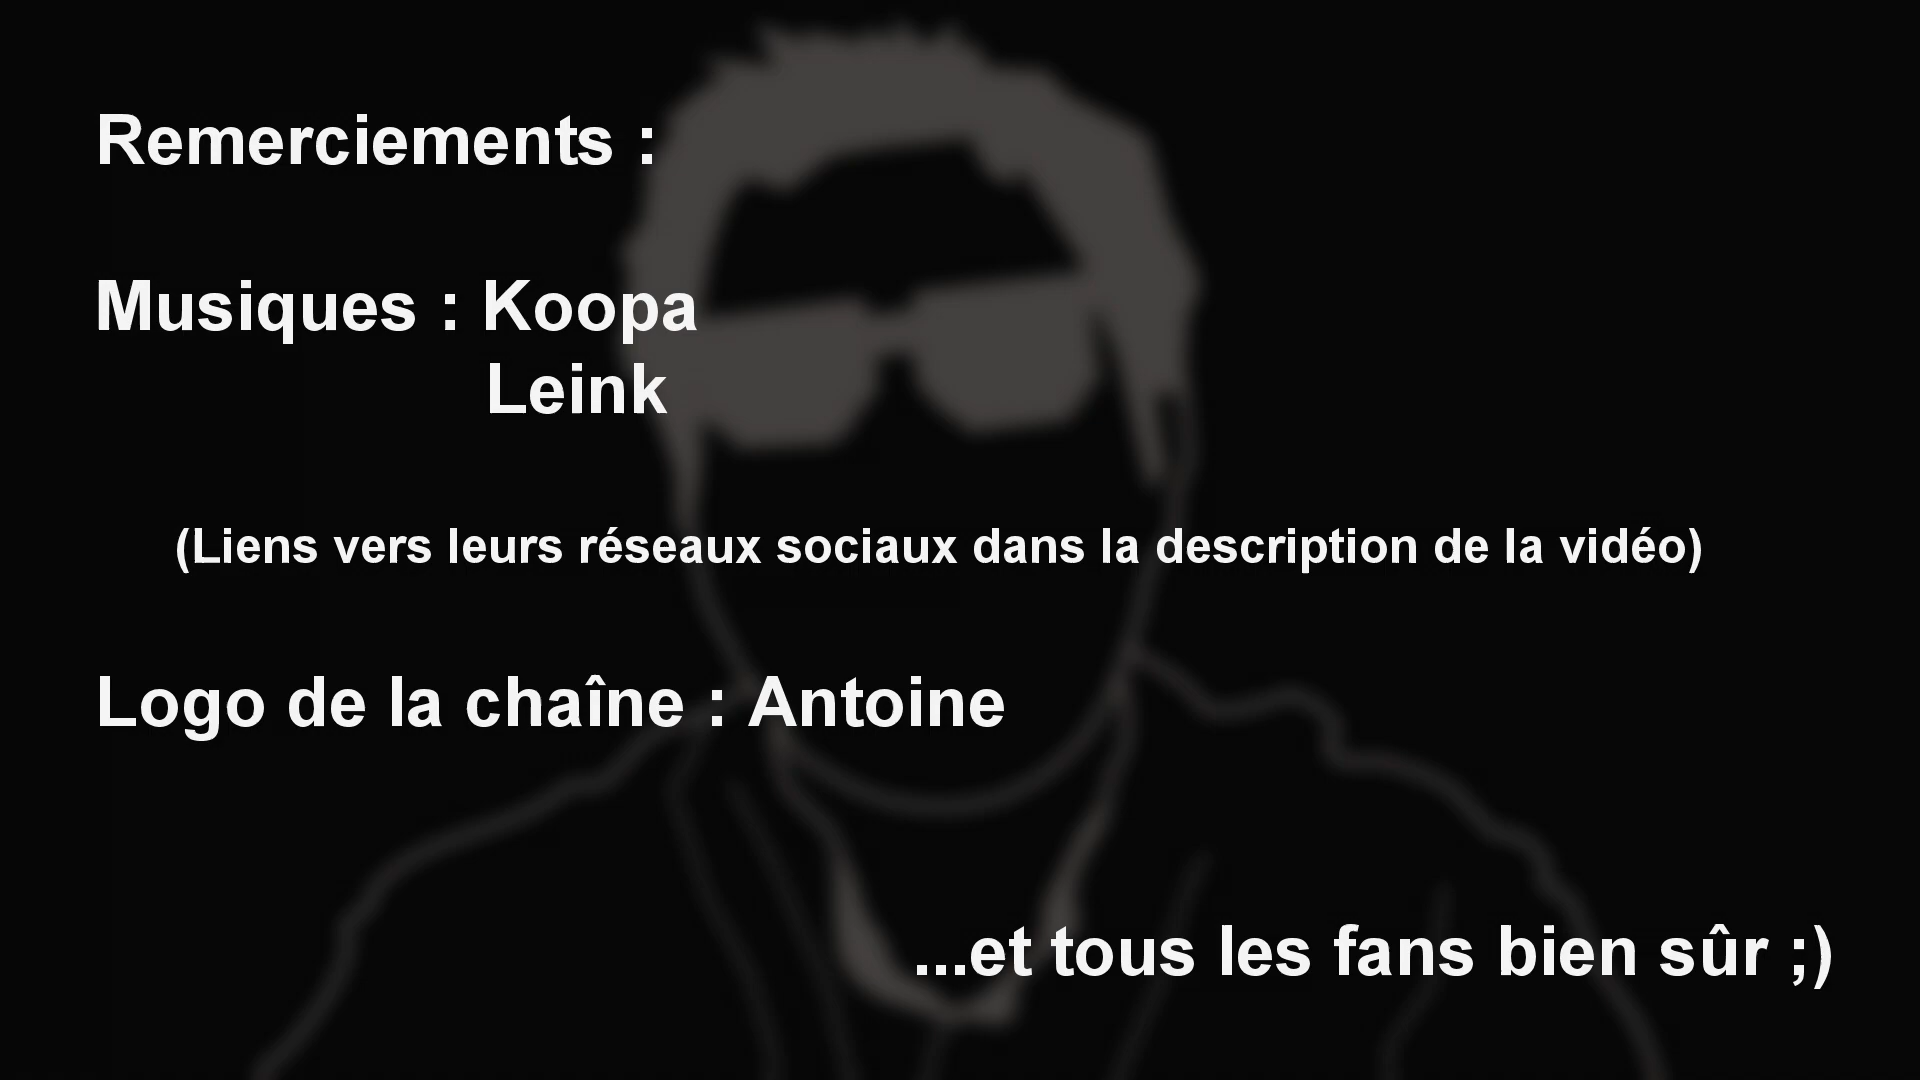 Remerciements :
Musiques : Koopa
Leink
(Liens vers leurs réseaux sociaux dans la description de la vidéo)
Logo de la chaîne : Antoine
...et tous les fans bien sûr ;)